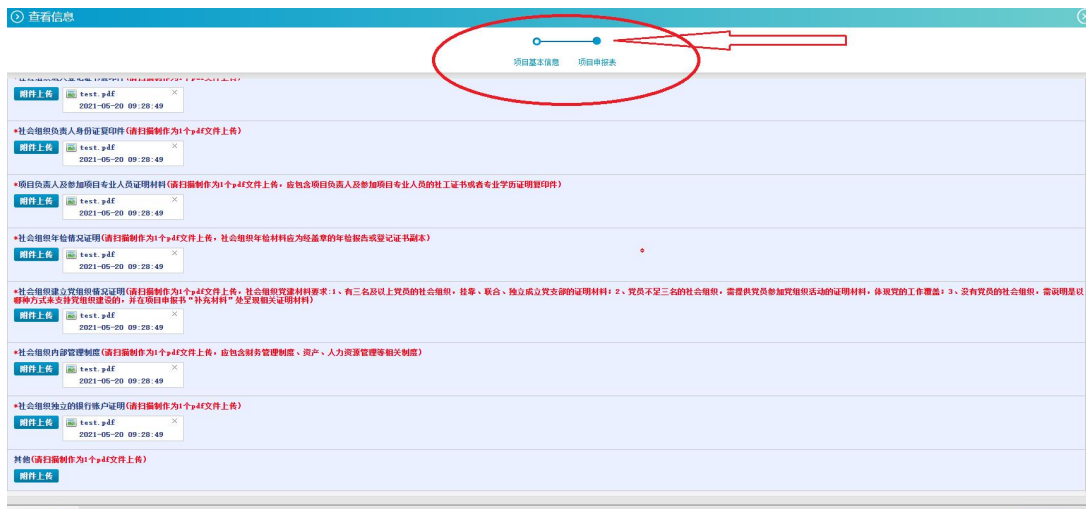 查看信息
项目基本信息 项目申报表
附件上传 test.pdf
2021-05-20 09:28:49
*社会组织负责人身份证复印件(请扫描制作为1个pdf文件上传)
附件上传 test.pdf
2021-05-20 09:28:49
*项目负责人及参加项目专业人员证明材料(请扫描制作为1个pdf文件上传，应包含项目负责人及参加项目专业人员的社工证书或者专业学历证明复印件)
附件上传 test.pdf
2021-05-20 09:28:49
*社会组织年检情况证明(请扫描制作为1个pdf文件上传，社会组织年检材料应为经盖章的年检报告或登记证书副本)
附件上传 test.pdf
2021-05-20 09:28:49
*社会组织建立党组织情况证明(请扫描制作为1个pdf文件上传，社会组织党建材料要求:1、有三名及以上党员的社会组织，挂靠、联合、独立成立党支部的证明材料；2、党员不足三名的社会组织，需提供党员参加党组织活动的证明材料，体现党的工作覆盖；3、没有党员的社会组织，需说明是以
哪种方式来支持党组织建设的，并在项目申报书"补充材料"处呈现相关证明材料)
附件上传 test.pdf
2021-05-20 09:28:49
*社会组织内部管理制度(请扫描制作为1个pdf文件上传，应包含财务管理制度、资产、人力资源管理等相关制度)
附件上传 test.pdf
2021-05-20 09:28:49
*社会组织独立的银行账户证明(请扫描制作为1个pdf文件上传)
附件上传 test.pdf
2021-05-20 09:28:49
其他(请扫描制作为1个pdf文件上传)
附件上传